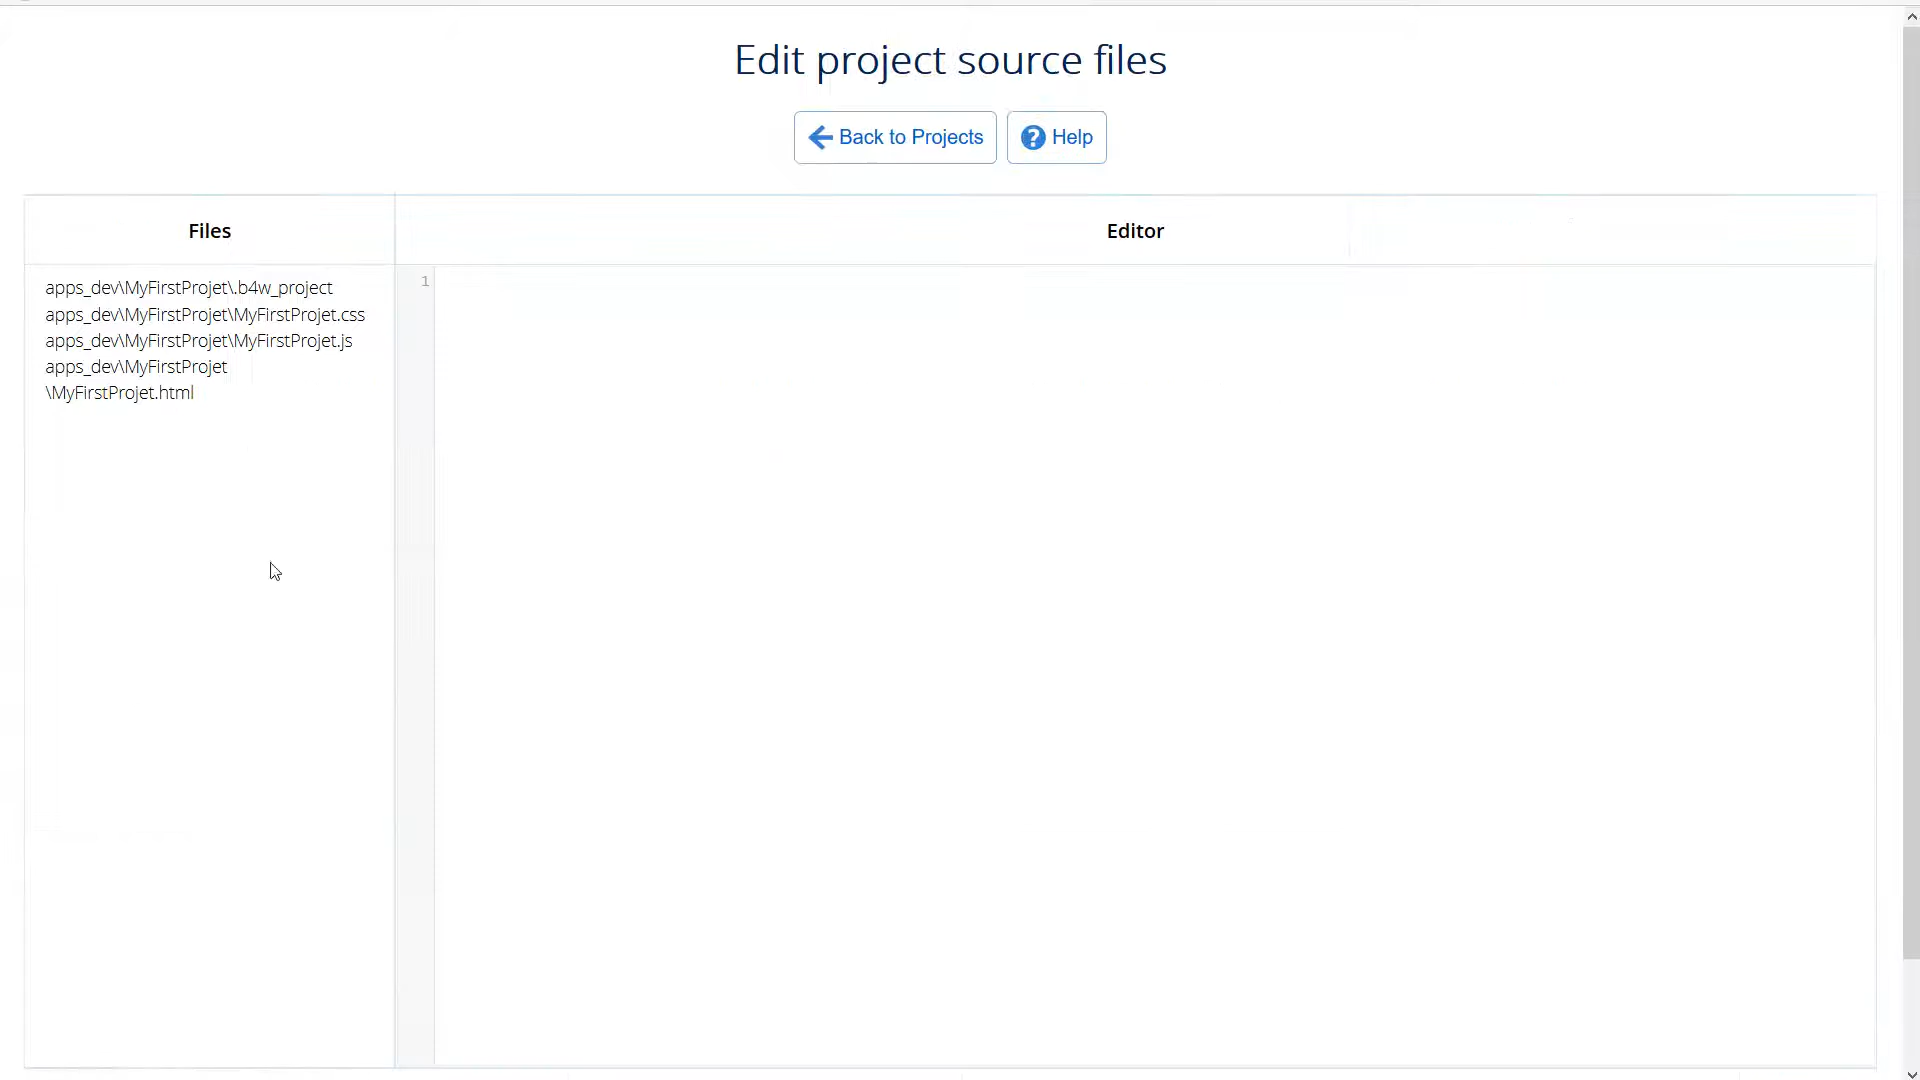 Edit project source files
Back to Projects
? Help
Files
Editor
apps_dev\MyFirstProjet\.b4w_project
apps_dev\MyFirstProjet\MyFirstProjet.css
apps_dev\MyFirstProjet\MyFirstProjet.js
apps_dev\MyFirstProjet
\MyFirstProjet.html
1